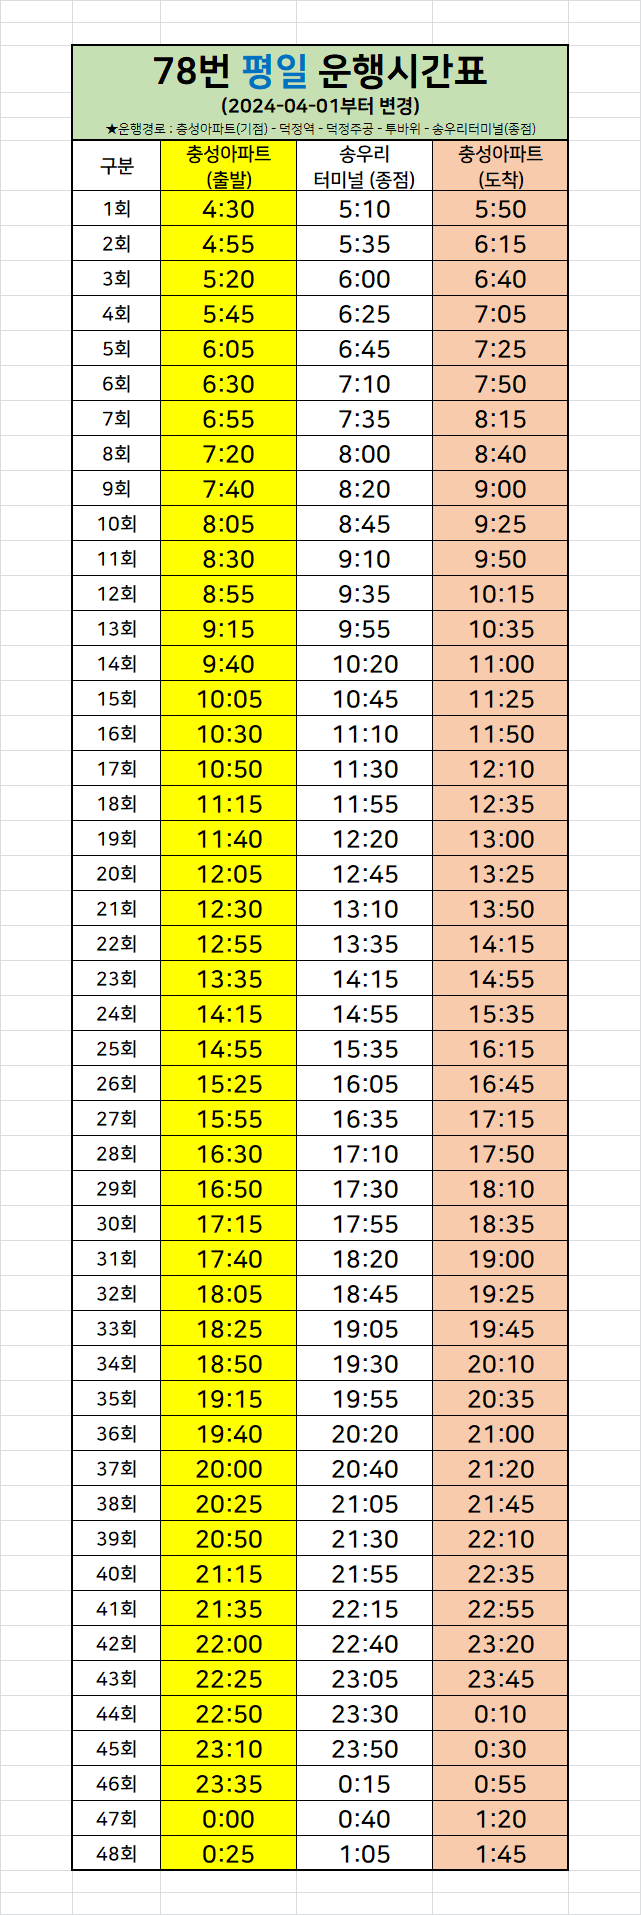 78번 평일 운행시간표
(2024-04-01부터 변경)
★운행경로 : 충성아파트(기점) - 덕정역 - 덕정주공 - 투바위 - 송우리터미널(종점)
구분 충성아파트 (출발) 송우리 터미널 (종점) 충성아파트 (도착)
1회 4:30 5:10 5:50
2회 4:55 5:35 6:15
3회 5:20 6:00 6:40
4회 5:45 6:25 7:05
5회 6:05 6:45 7:25
6회 6:30 7:10 7:50
7회 6:55 7:35 8:15
8회 7:20 8:00 8:40
9회 7:40 8:20 9:00
10회 8:05 8:45 9:25
11회 8:30 9:10 9:50
12회 8:55 9:35 10:15
13회 9:15 9:55 10:35
14회 9:40 10:20 11:00
15회 10:05 10:45 11:25
16회 10:30 11:10 11:50
17회 10:50 11:30 12:10
18회 11:15 11:55 12:35
19회 11:40 12:20 13:00
20회 12:05 12:45 13:25
21회 12:30 13:10 13:50
22회 12:55 13:35 14:15
23회 13:35 14:15 14:55
24회 14:15 14:55 15:35
25회 14:55 15:35 16:15
26회 15:25 16:05 16:45
27회 15:55 16:35 17:15
28회 16:30 17:10 17:50
29회 16:50 17:30 18:10
30회 17:15 17:55 18:35
31회 17:40 18:20 19:00
32회 18:05 18:45 19:25
33회 18:25 19:05 19:45
34회 18:50 19:30 20:10
35회 19:15 19:55 20:35
36회 19:40 20:20 21:00
37회 20:00 20:40 21:20
38회 20:25 21:05 21:45
39회 20:50 21:30 22:10
40회 21:15 21:55 22:35
41회 21:35 22:15 22:55
42회 22:00 22:40 23:20
43회 22:25 23:05 23:45
44회 22:50 23:30 0:10
45회 23:10 23:50 0:30
46회 23:35 0:15 0:55
47회 0:00 0:40 1:20
48회 0:25 1:05 1:45